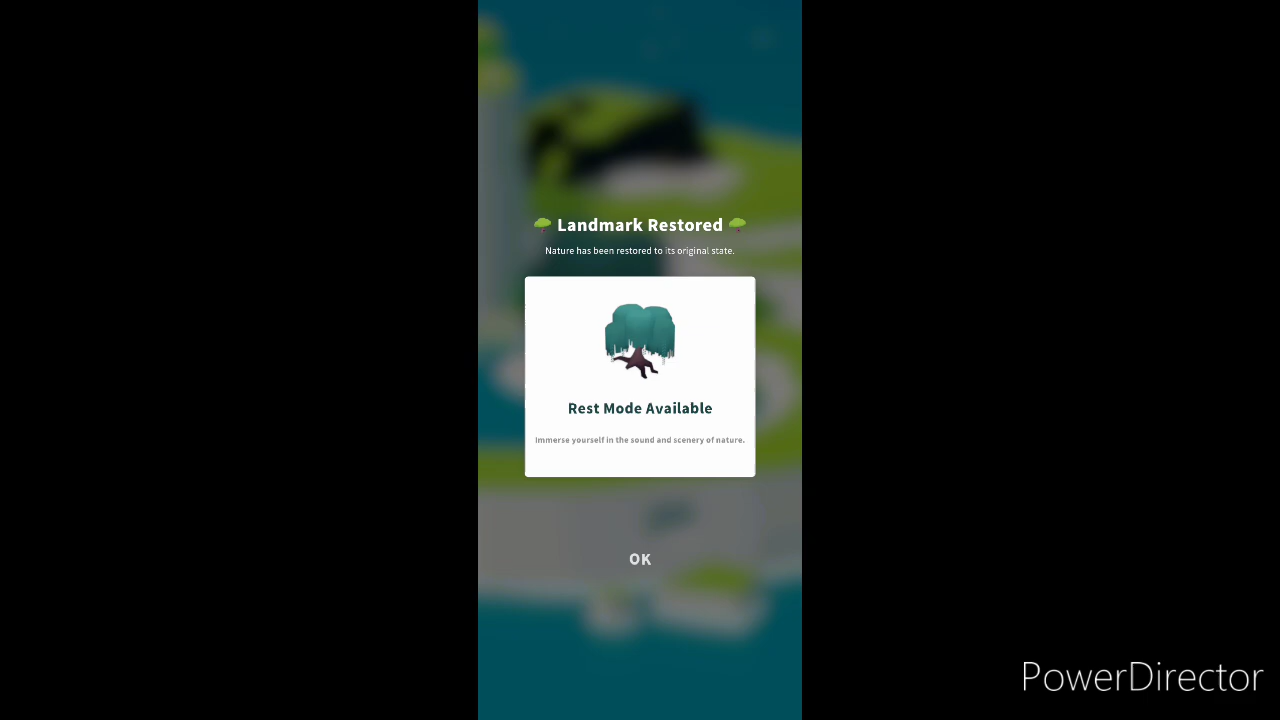 Landmark Restored
Nature has been restored to its original state.
Rest Mode Available
Immerse yourself in the sound and scenery of nature.
OK
PowerDirector